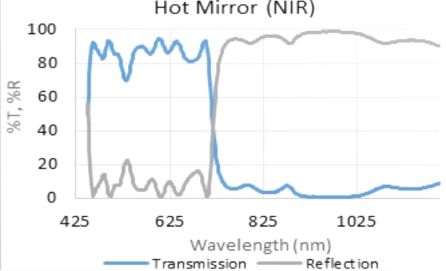 Hot Mirror (NIR)
%T, %R
100
80
60
40
20
0
425 625 825 1025
Wavelength (nm)
Transmission Reflection